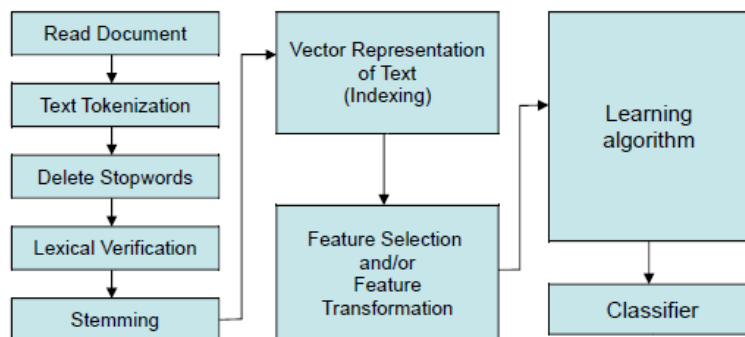 Read Document
Text Tokenization
Delete Stopwords
Lexical Verification
Stemming
Vector Representation
of Text
(Indexing)
Feature Selection
and/or
Feature
Transformation
Learning
algorithm
Classifier